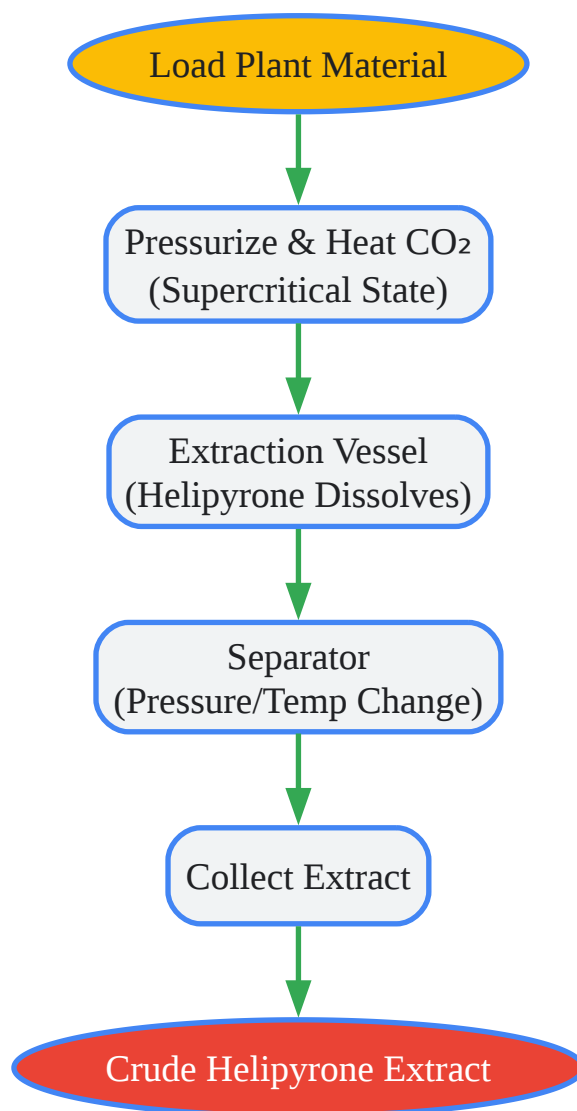 Load Plant Material
Pressurize & Heat CO₂
(Supercritical State)
Extraction Vessel
(Helipyrone Dissolves)
Separator
(Pressure/Temp Change)
Collect Extract
Crude Helipyrone Extract